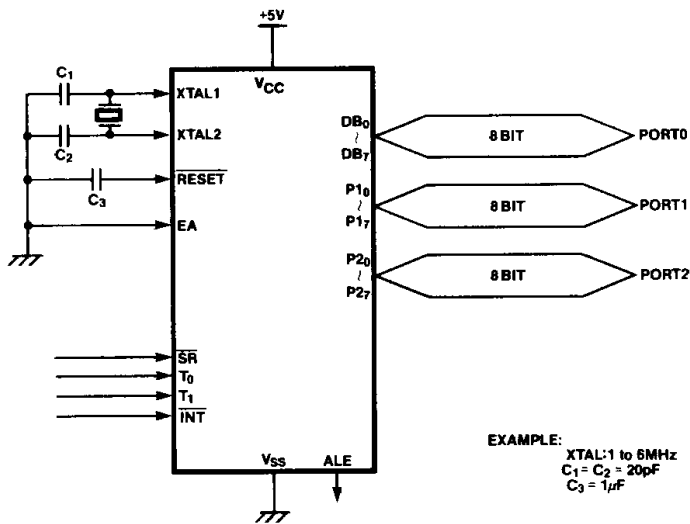 +5V
C1
XTAL1
VCC
XTAL2
C2
DB0
~
DB7
8 BIT
PORT0
RESET
C3
P10
~
P17
8 BIT
PORT1
EA
P20
~
P27
8 BIT
PORT2
SR
T0
T1
INT
VSS
ALE
EXAMPLE:
XTAL:1 to 6MHz
C1 = C2 = 20pF
C3 = 1µF